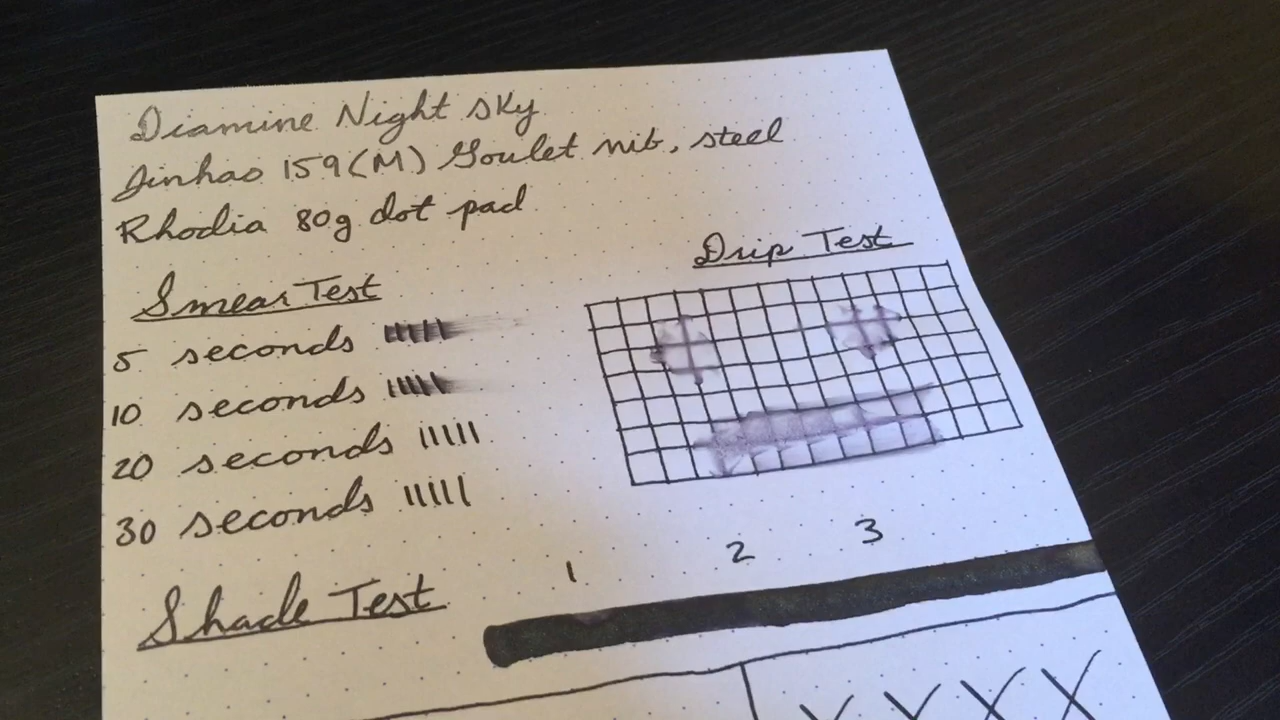 Diamine Night Sky
Jinhao 159(M) Goulet nib, steel
Rhodia 80g dot pad
Drip Test
Smear Test
5 seconds
10 seconds
20 seconds
30 seconds
1 2 3
Shade Test